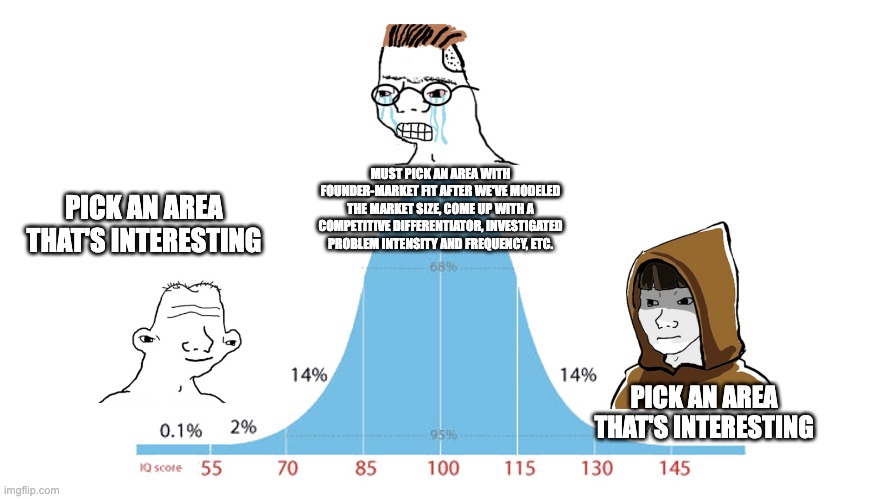 MUST PICK AN AREA WITH
FOUNDER-MARKET FIT AFTER WE'VE MODELED
THE MARKET SIZE, COME UP WITH A
COMPETITIVE DIFFERENTIATOR, INVESTIGATED
PROBLEM INTENSITY AND FREQUENCY, ETC.
PICK AN AREA
THAT'S INTERESTING
68%
14%
14%
PICK AN AREA
THAT'S INTERESTING
0.1%
2%
95%
IQ score 55 70 85 100 115 130 145
imgflip.com